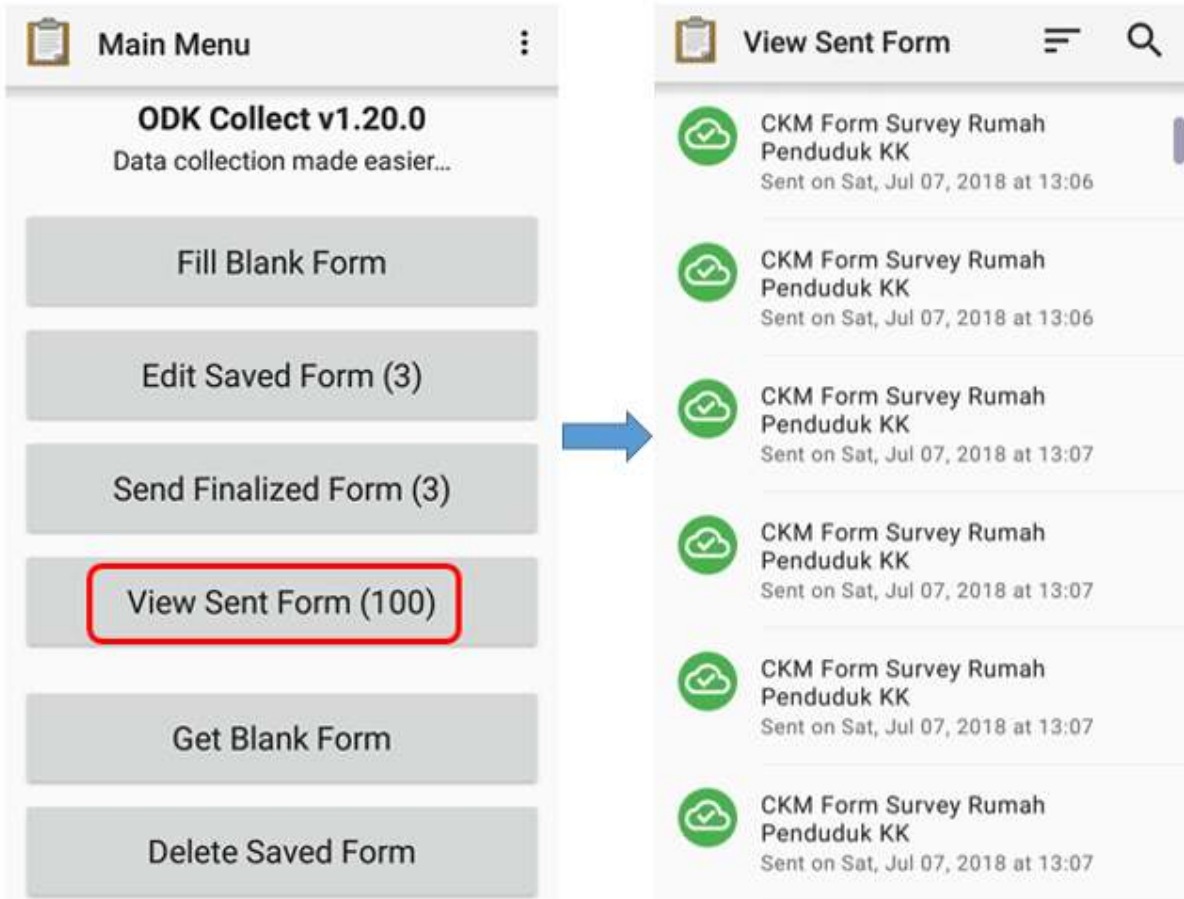 Main Menu
ODK Collect v1.20.0
Data collection made easier...
Fill Blank Form
Edit Saved Form (3)
Send Finalized Form (3)
View Sent Form (100)
Get Blank Form
Delete Saved Form
View Sent Form
CKM Form Survey Rumah
Penduduk KK
Sent on Sat, Jul 07, 2018 at 13:06
CKM Form Survey Rumah
Penduduk KK
Sent on Sat, Jul 07, 2018 at 13:06
CKM Form Survey Rumah
Penduduk KK
Sent on Sat, Jul 07, 2018 at 13:07
CKM Form Survey Rumah
Penduduk KK
Sent on Sat, Jul 07, 2018 at 13:07
CKM Form Survey Rumah
Penduduk KK
Sent on Sat, Jul 07, 2018 at 13:07
CKM Form Survey Rumah
Penduduk KK
Sent on Sat, Jul 07, 2018 at 13:07